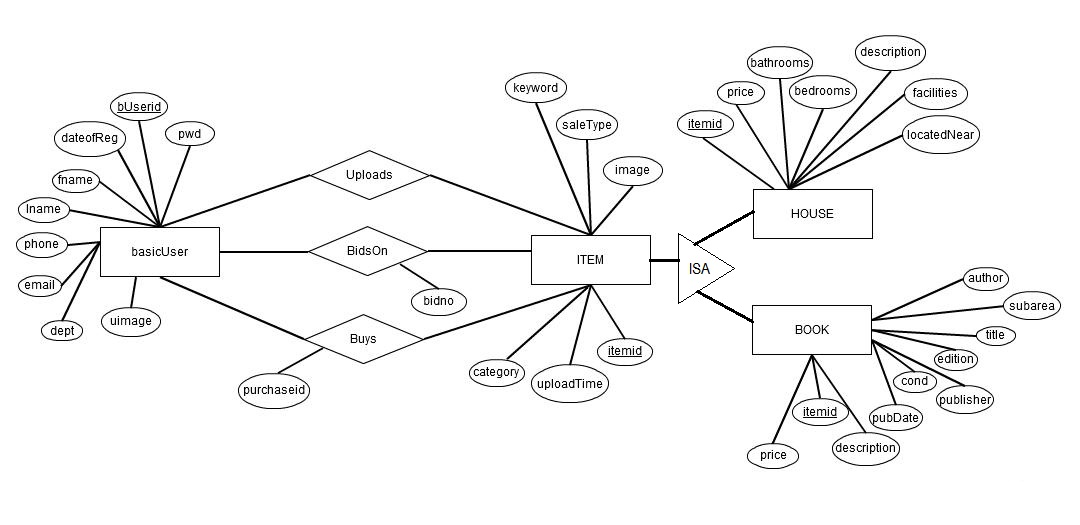 description
bathrooms
keyword
price
bedrooms
facilities
bUserid
itemid
saleType
dateofReg
pwd
locatedNear
image
fname
Uploads
lname
HOUSE
phone
basicUser
BidsOn
ITEM
ISA
email
bidno
author
subarea
uimage
dept
Buys
BOOK
title
itemid
edition
category
uploadTime
cond
purchaseid
publisher
itemid
pubDate
price
description